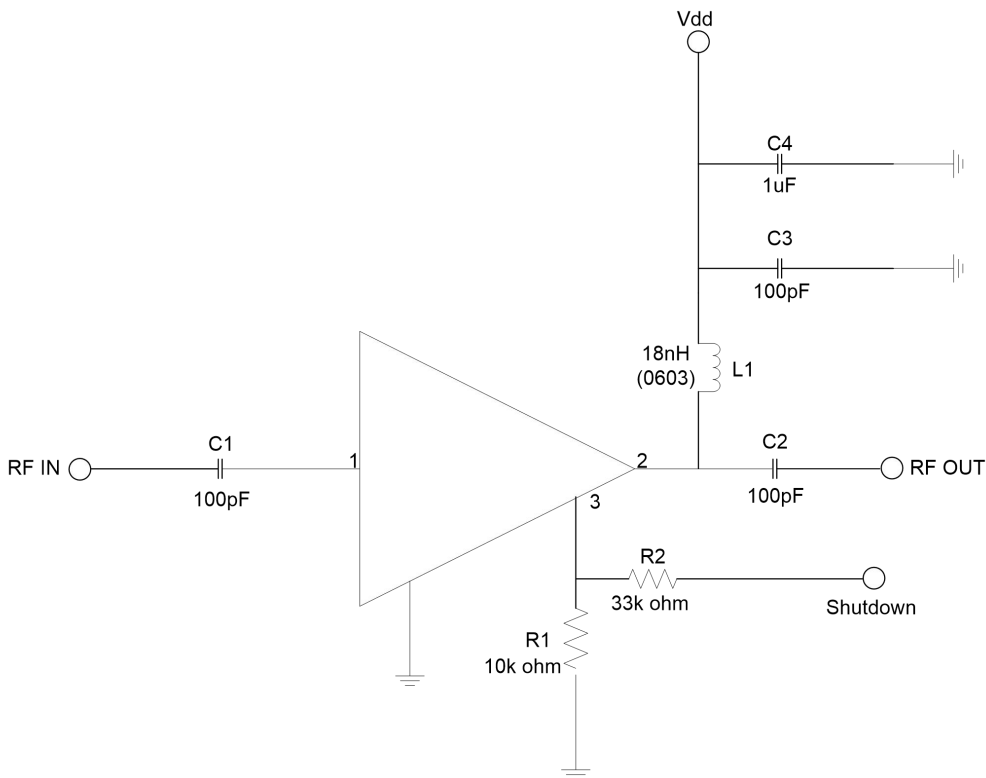 Vdd
C4
1uF
C3
100pF
18nH
(0603)
L1
RF IN
C1
100pF
1
2
3
C2
100pF
RF OUT
R2
33k ohm
Shutdown
R1
10k ohm